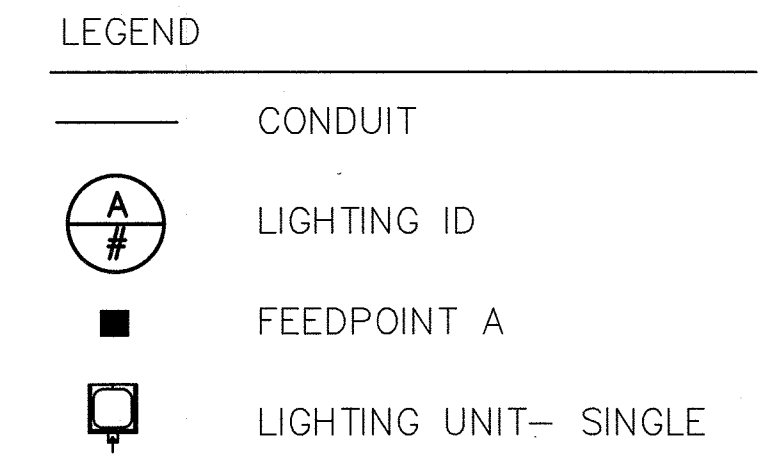 LEGEND
CONDUIT
A
#
LIGHTING ID
FEEDPOINT A
LIGHTING UNIT- SINGLE